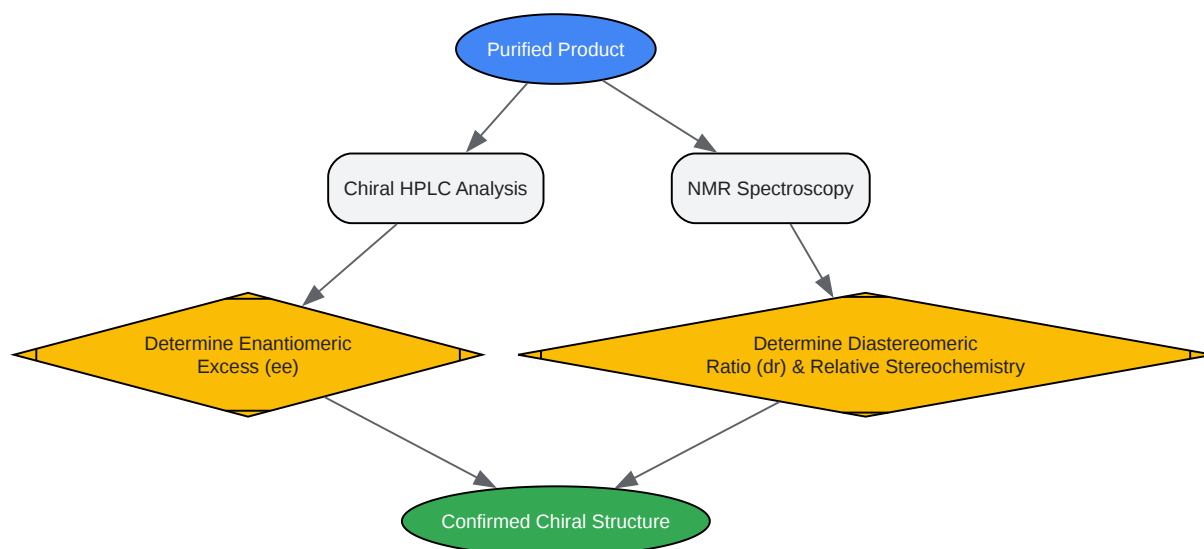 Purified Product
Chiral HPLC Analysis
NMR Spectroscopy
Determine Enantiomeric
Excess (ee)
Determine Diastereomeric
Ratio (dr) & Relative Stereochemistry
Confirmed Chiral Structure